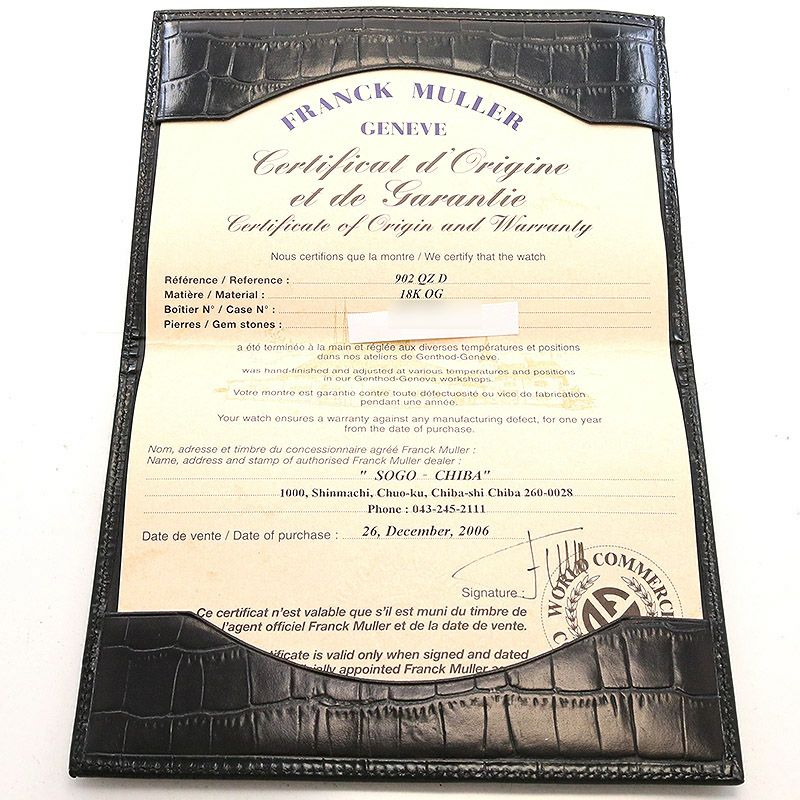 FRANCK MULLER
GENEVE
Certificat d'Origine
et de Garantie
Certificate of Origin and Warranty
Nous certifions que la montre / We certify that the watch
Référence / Reference : 902 QZ D
Matière / Material : 18K OG
Boîtier N° / Case N° :
Pierres / Gem stones :
a été terminée à la main et réglée aux diverses températures et positions
dans nos ateliers de Genthod-Genève.
was hand-finished and adjusted at various temperatures and positions
in our Genthod-Geneva workshops.
Votre montre est garantie contre toute défectuosité ou vice de fabrication
pendant une année.
Your watch ensures a warranty against any manufacturing defect, for one year
from the date of purchase.
Nom, adresse et timbre du concessionnaire agréé Franck Muller :
Name, address and stamp of authorised Franck Muller dealer :
" SOGO - CHIBA"
1000, Shinmachi, Chuo-ku, Chiba-shi Chiba 260-0028
Phone : 043-245-2111
Date de vente / Date of purchase : 26, December, 2006
Signature :
WORLD COMMERC
Ce certificat n'est valable que s'il est muni du timbre de
l'agent officiel Franck Muller et de la date de vente.
tificate is valid only when signed and dated
cially appointed Franck Muller ag